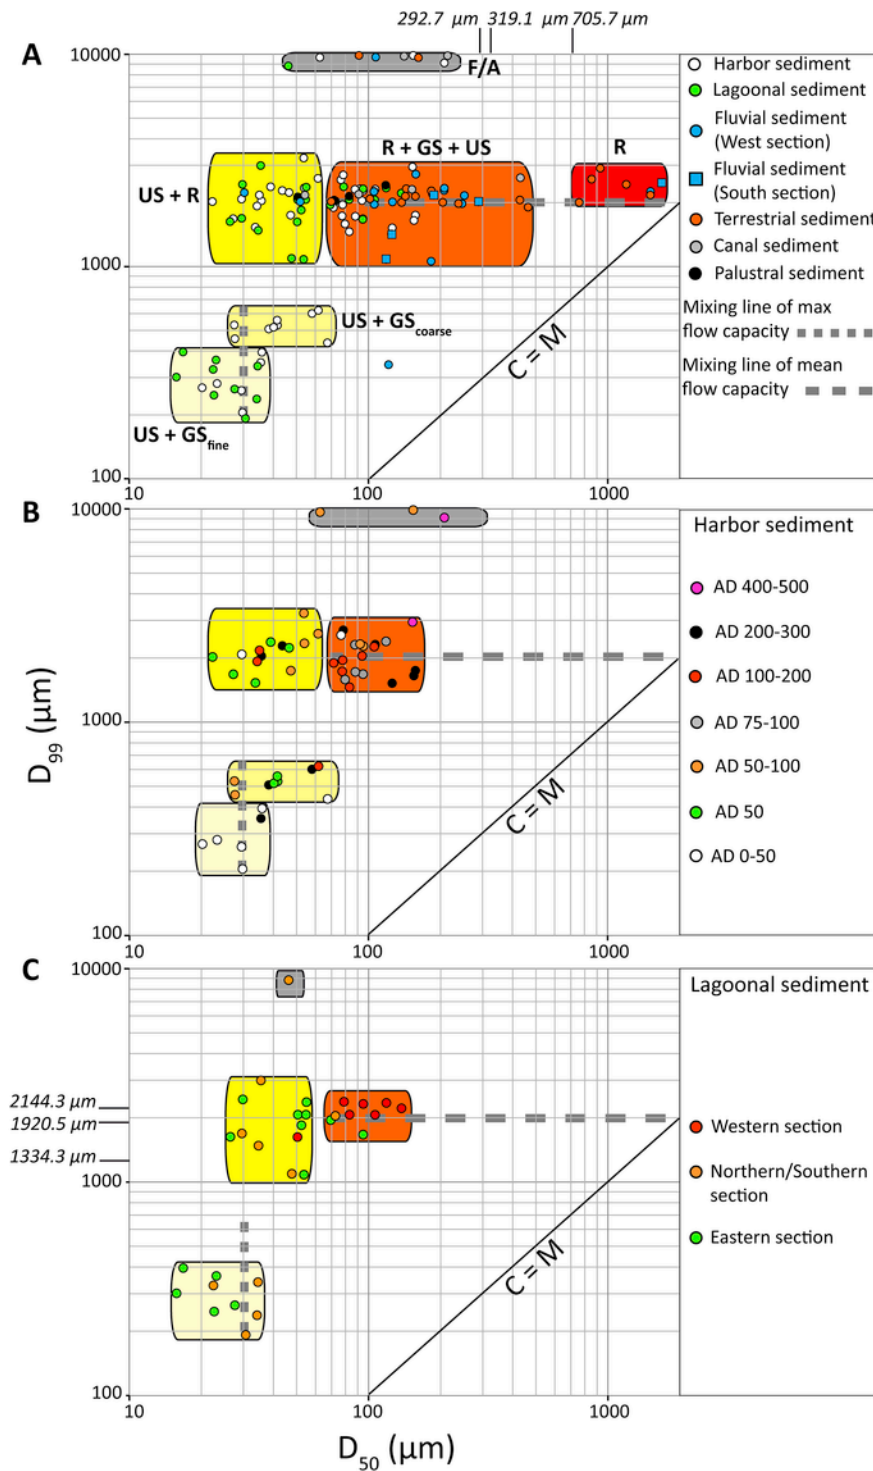 292.7 µm 319.1 µm 705.7 µm
A
10000
F/A
R + GS + US
R
US + R
1000
US + GScoarse
C = M
US + GSfine
100
10
100
1000
Harbor sediment
Lagoonal sediment
Fluvial sediment
(West section)
Fluvial sediment
(South section)
Terrestrial sediment
Canal sediment
Palustral sediment
Mixing line of max
flow capacity
Mixing line of mean
flow capacity
B
10000
1000
C = M
100
10
100
1000
D99 (µm)
Harbor sediment
AD 400-500
AD 200-300
AD 100-200
AD 75-100
AD 50-100
AD 50
AD 0-50
C
10000
2144.3 µm
1920.5 µm
1334.3 µm
1000
C = M
100
10
100
1000
Lagoonal sediment
Western section
Northern/Southern
section
Eastern section
D50 (µm)